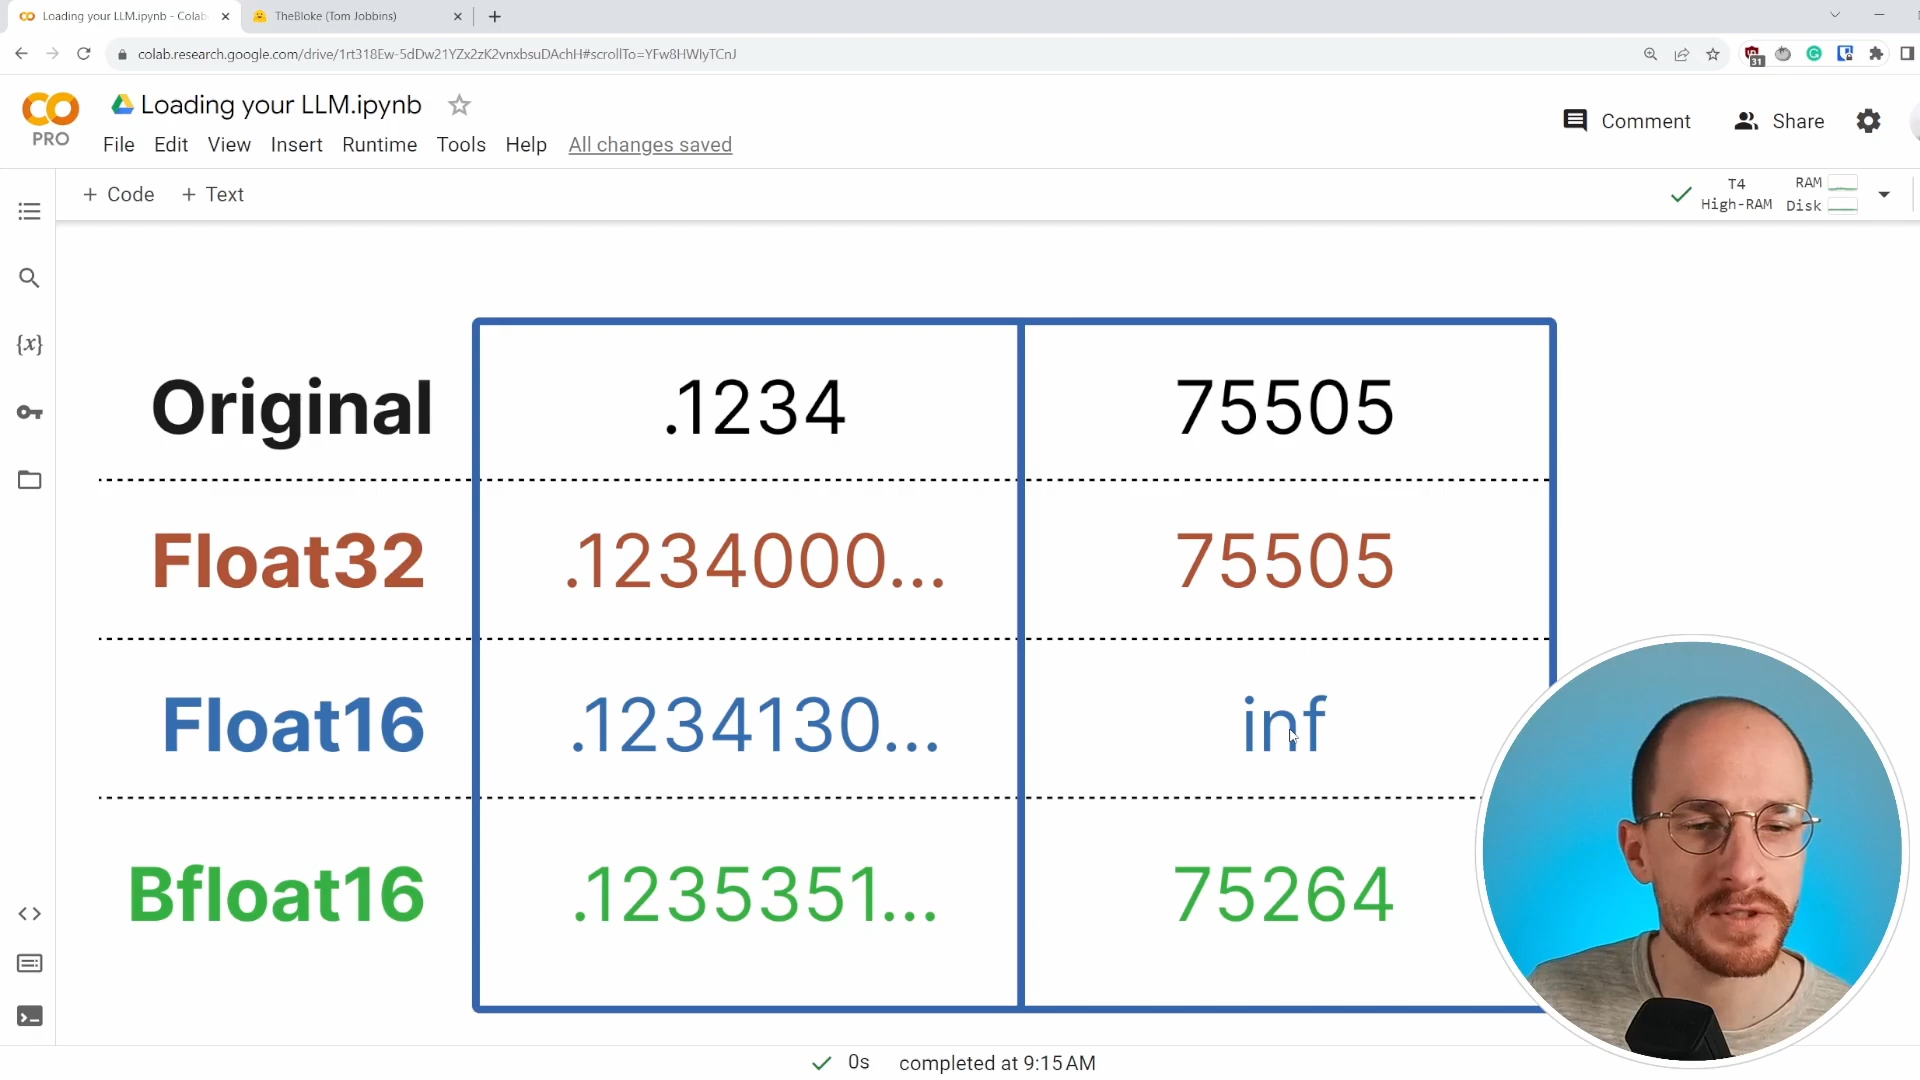 Loading your LLM.ipynb - Colab
TheBloke (Tom Jobbins)
colab.research.google.com/drive/1rt318Ew-5dDw21YZx2zK2vnxbsuDAchH#scrollTo=YFw8HWlyTCnJ
31
Loading your LLM.ipynb
PRO
File Edit View Insert Runtime Tools Help All changes saved
Comment
Share
+ Code + Text
T4
High-RAM
RAM
Disk
{x}
Original .1234 75505
Float32 .1234000... 75505
Float16 .1234130... inf
Bfloat16 .1235351... 75264
0s completed at 9:15 AM